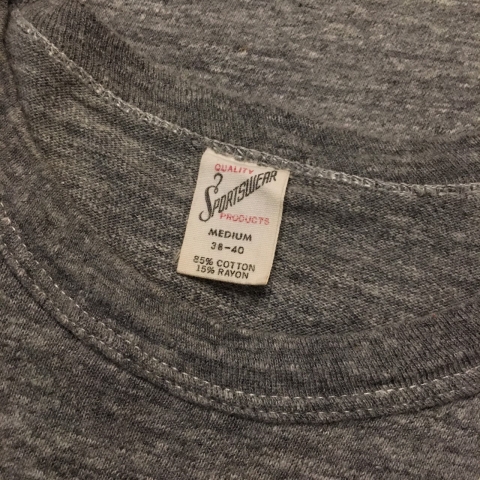 QUALITY
SPORTSWEAR
PRODUCTS
MEDIUM
38-40
85% COTTON
15% RAYON